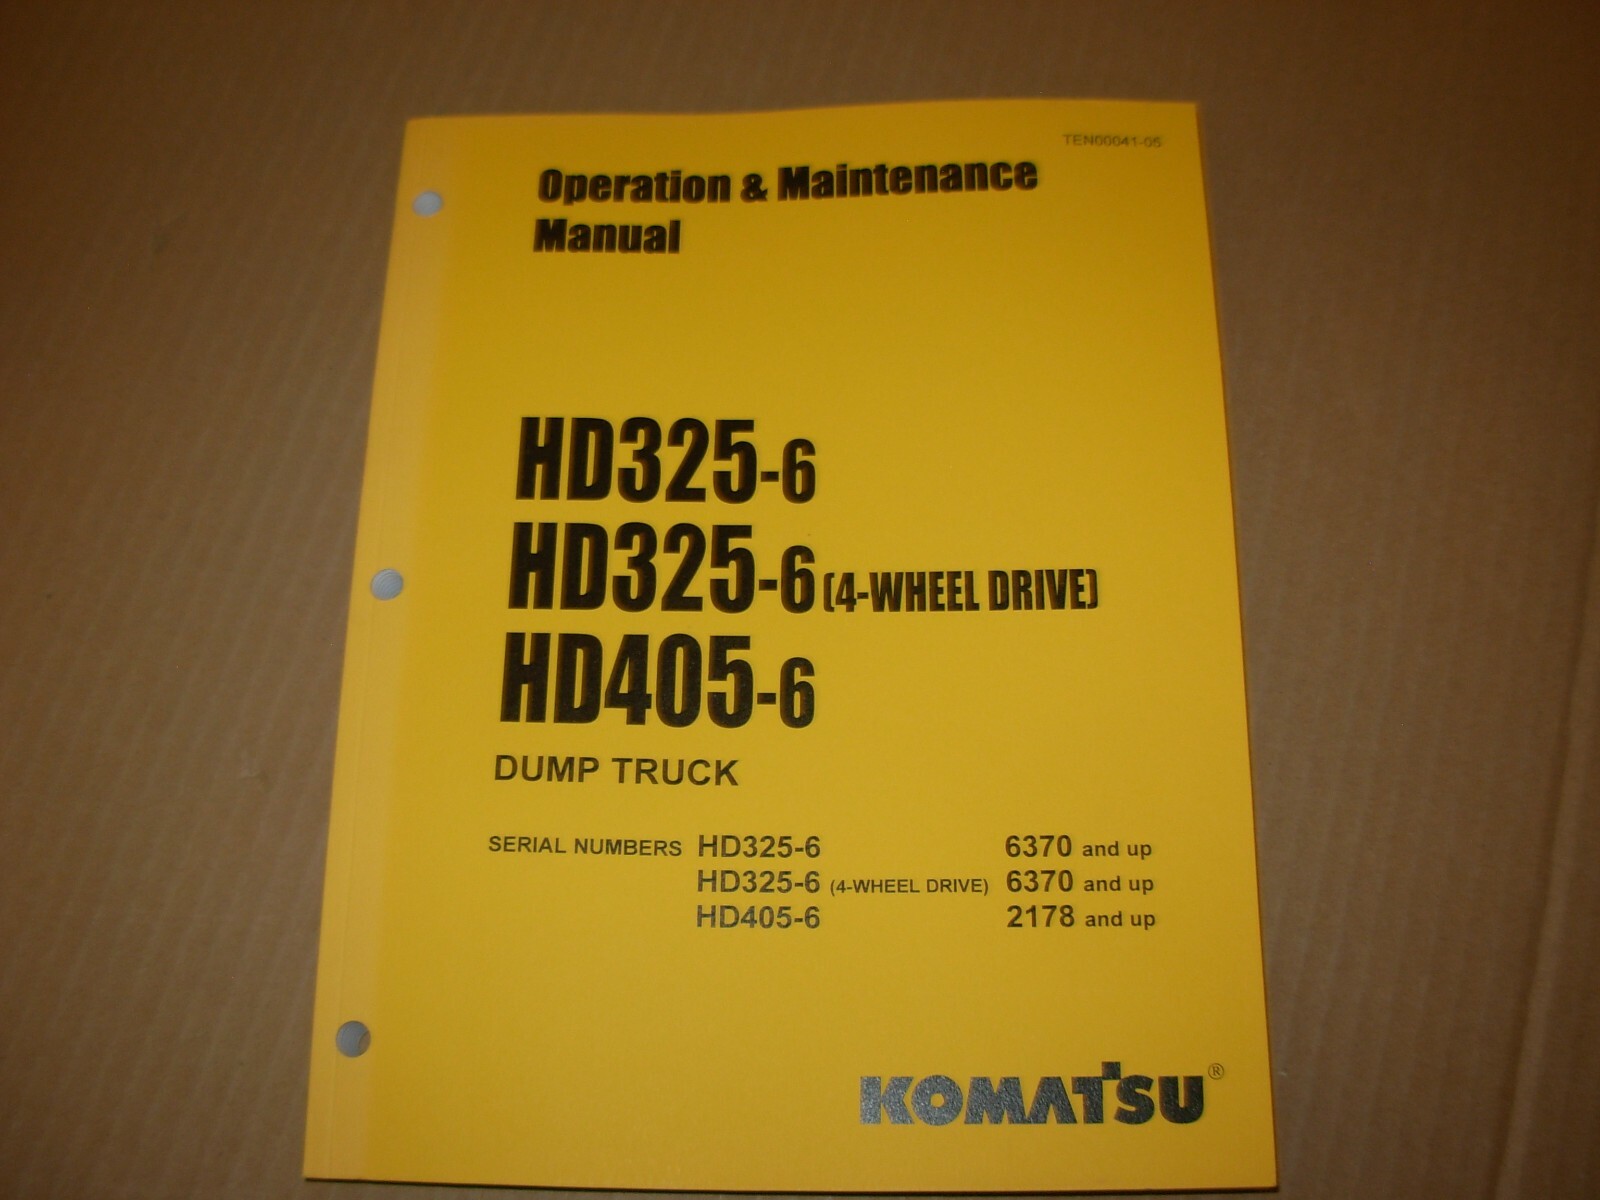 TEN00041-05
Operation & Maintenance
Manual
HD325-6
HD325-6 (4-WHEEL DRIVE)
HD405-6
DUMP TRUCK
SERIAL NUMBERS HD325-6 6370 and up
HD325-6 (4-WHEEL DRIVE) 6370 and up
HD405-6 2178 and up
KOMATSU®